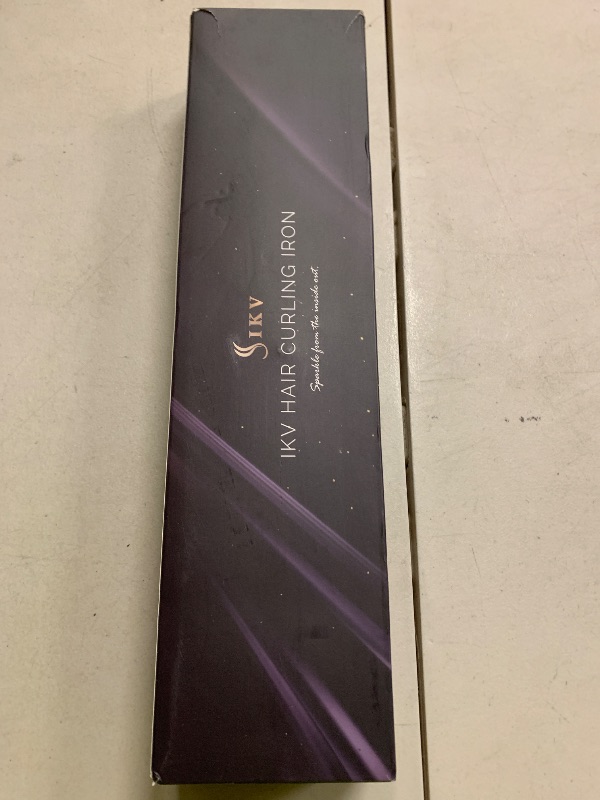 IKV
IKV HAIR CURLING IRON
Sparkle from the inside out.